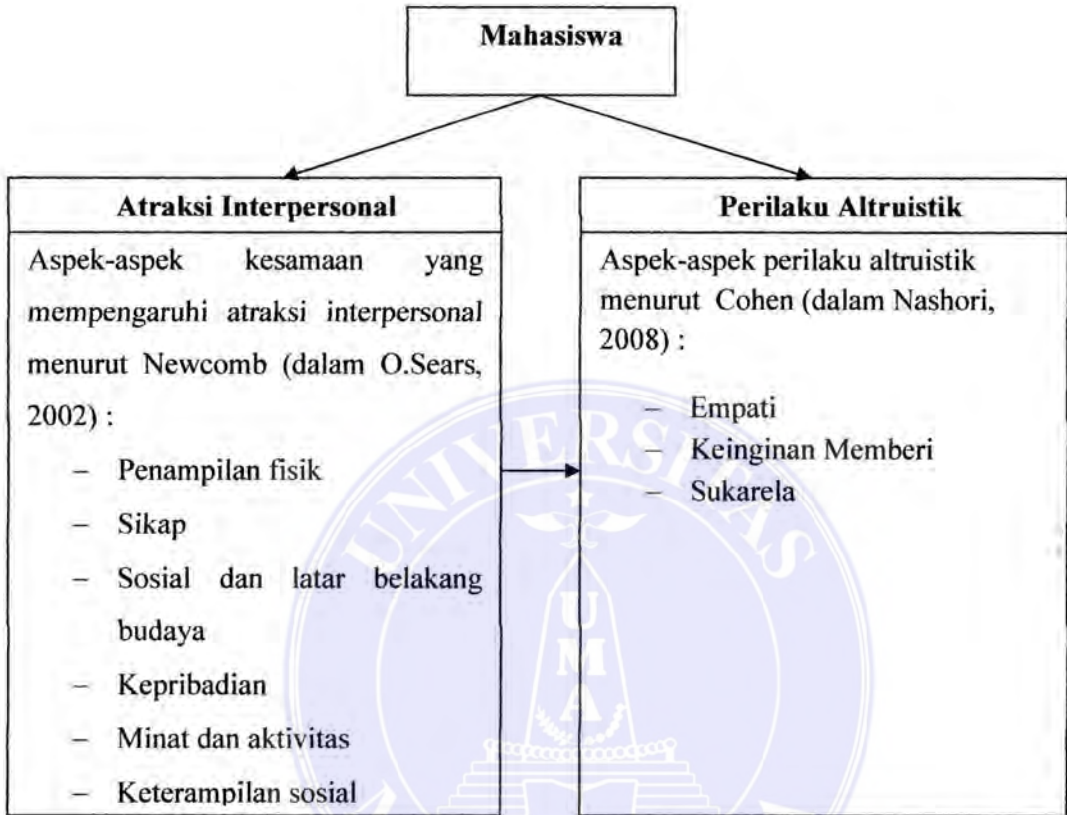 Mahasiswa
Atraksi Interpersonal
Aspek-aspek kesamaan yang
mempengaruhi atraksi interpersonal
menurut Newcomb (dalam O.Sears,
2002) :
– Penampilan fisik
– Sikap
– Sosial dan latar belakang
budaya
– Kepribadian
– Minat dan aktivitas
– Keterampilan sosial
Perilaku Altruistik
Aspek-aspek perilaku altruistik
menurut Cohen (dalam Nashori,
2008) :
– Empati
– Keinginan Memberi
– Sukarela
UNIVERSITAS
UMA